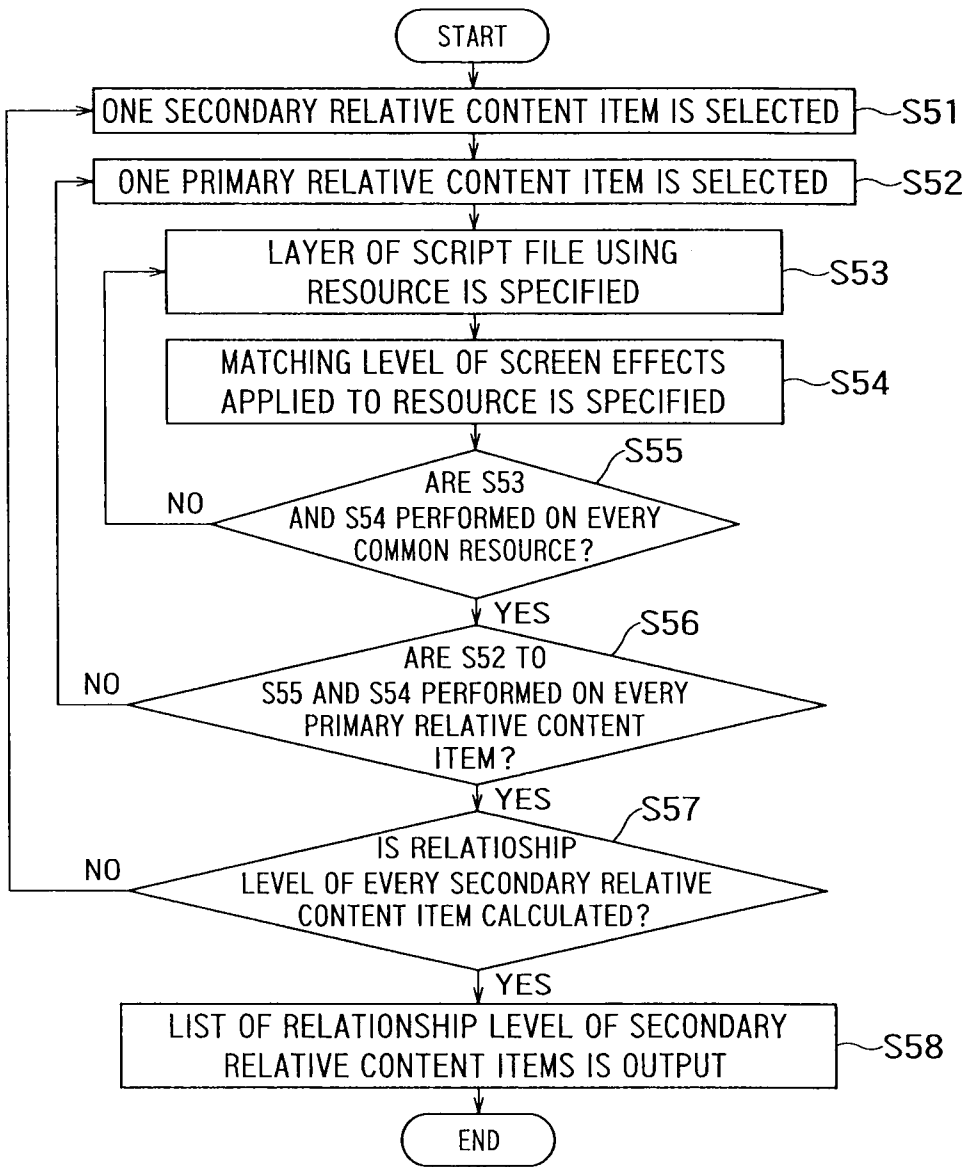 START
ONE SECONDARY RELATIVE CONTENT ITEM IS SELECTED
S51
ONE PRIMARY RELATIVE CONTENT ITEM IS SELECTED
S52
LAYER OF SCRIPT FILE USING
RESOURCE IS SPECIFIED
S53
MATCHING LEVEL OF SCREEN EFFECTS
APPLIED TO RESOURCE IS SPECIFIED
S54
S55
ARE S53
AND S54 PERFORMED ON EVERY
COMMON RESOURCE?
NO
YES
S56
ARE S52 TO
S55 AND S54 PERFORMED ON EVERY
PRIMARY RELATIVE CONTENT
ITEM?
NO
YES
S57
IS RELATIOSHIP
LEVEL OF EVERY SECONDARY RELATIVE
CONTENT ITEM CALCULATED?
NO
YES
LIST OF RELATIONSHIP LEVEL OF SECONDARY
RELATIVE CONTENT ITEMS IS OUTPUT
S58
END